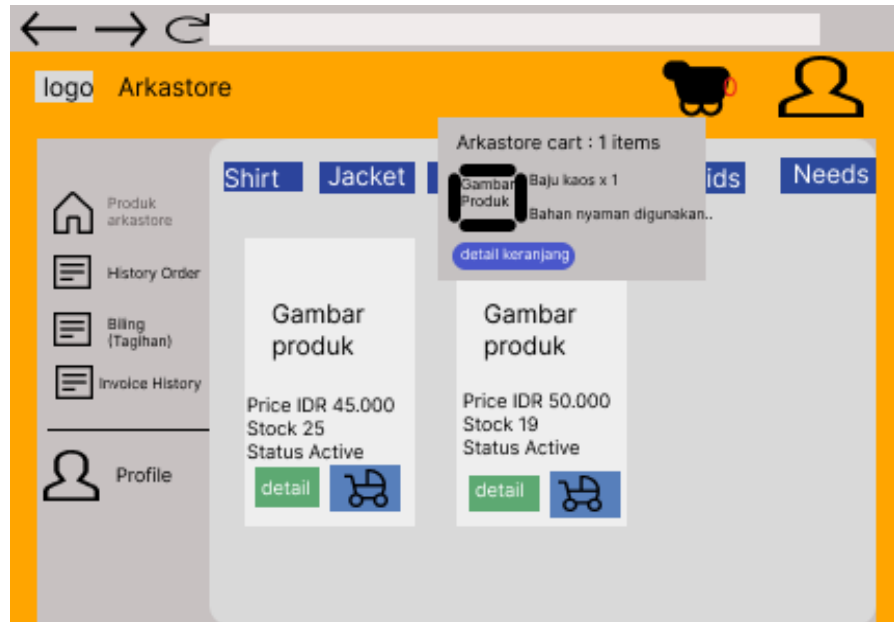 logo Arkastore
Arkastore cart : 1 items
Gambar
Produk
Baju kaos x 1
Bahan nyaman digunakan..
detail keranjang
Shirt
Jacket
ids
Needs
Produk
arkastore
History Order
Biling
(Tagihan)
Invoice History
Profile
Gambar
produk
Price IDR 45.000
Stock 25
Status Active
detail
Gambar
produk
Price IDR 50.000
Stock 19
Status Active
detail